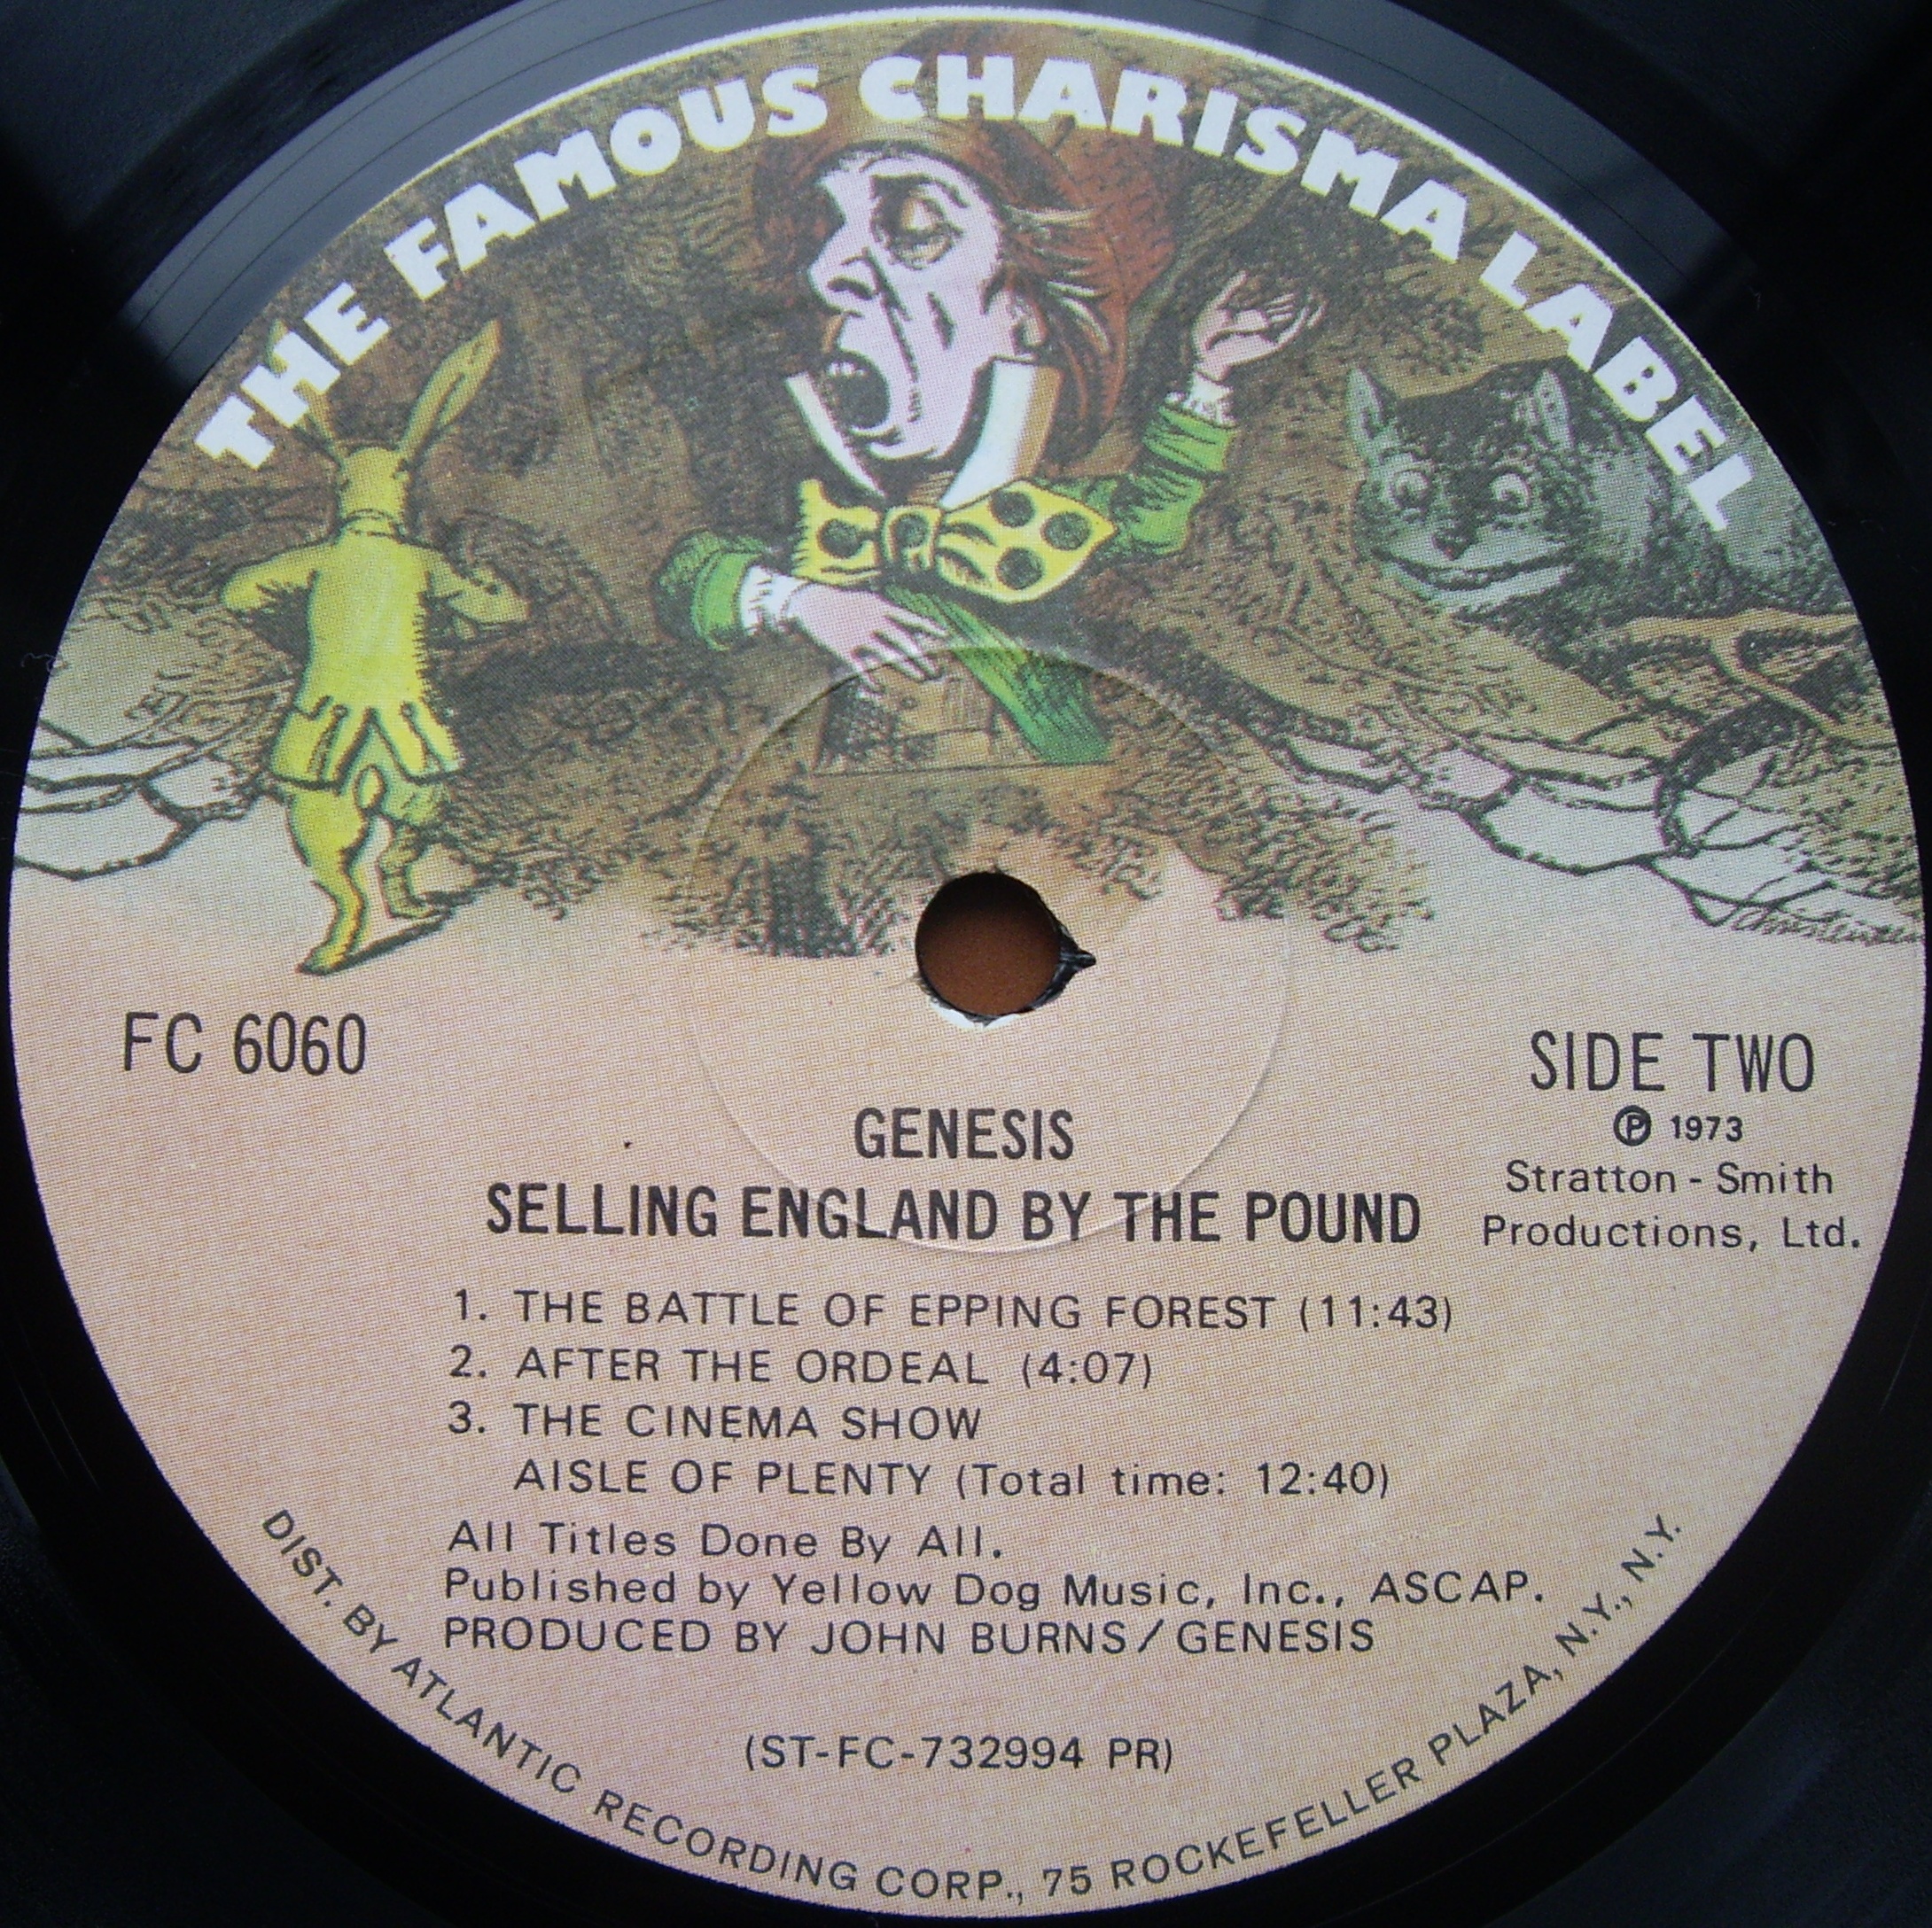 THE FAMOUS CHARISMA LABEL
FC 6060
SIDE TWO
Ⓟ 1973
Stratton - Smith
Productions, Ltd.
GENESIS
SELLING ENGLAND BY THE POUND
1. THE BATTLE OF EPPING FOREST (11:43)
2. AFTER THE ORDEAL (4:07)
3. THE CINEMA SHOW
AISLE OF PLENTY (Total time: 12:40)
All Titles Done By All.
Published by Yellow Dog Music, Inc., ASCAP.
PRODUCED BY JOHN BURNS/GENESIS
(ST-FC-732994 PR)
DIST. BY ATLANTIC RECORDING CORP., 75 ROCKEFELLER PLAZA, N.Y., N.Y.